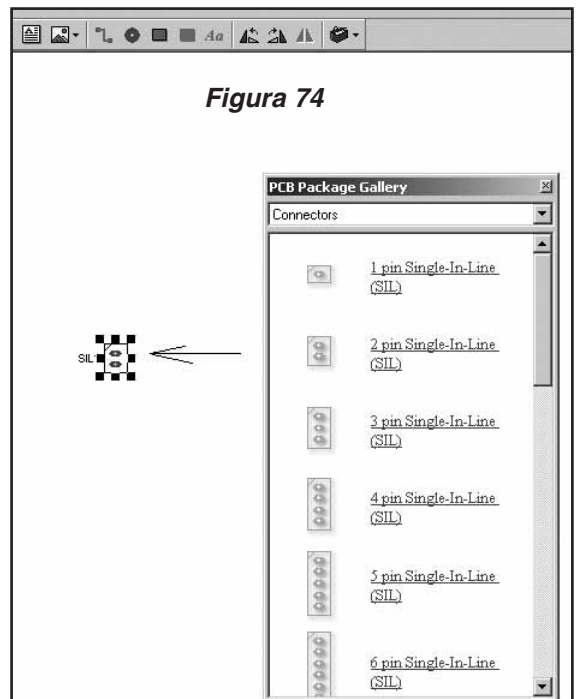 Aa
Figura 74
PCB Package Gallery
Connectors
1 pin Single-In-Line
(SIL)
2 pin Single-In-Line
(SIL)
SIL
3 pin Single-In-Line
(SIL)
4 pin Single-In-Line
(SIL)
5 pin Single-In-Line
(SIL)
6 pin Single-In-Line
(SIL)